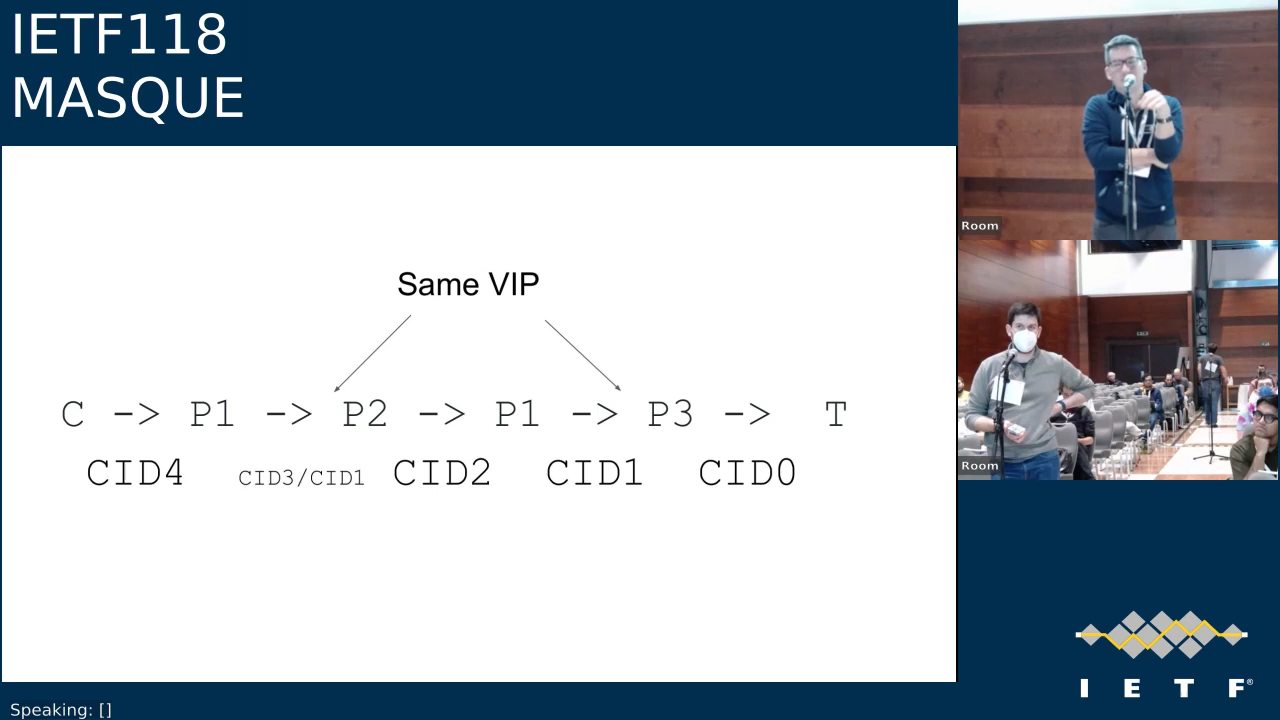 IETF118
MASQUE
Same VIP
C -> P1 -> P2 -> P1 -> P3 -> T
CID4 CID3/CID1 CID2 CID1 CID0
Room
Room
I E T F®
Speaking: []